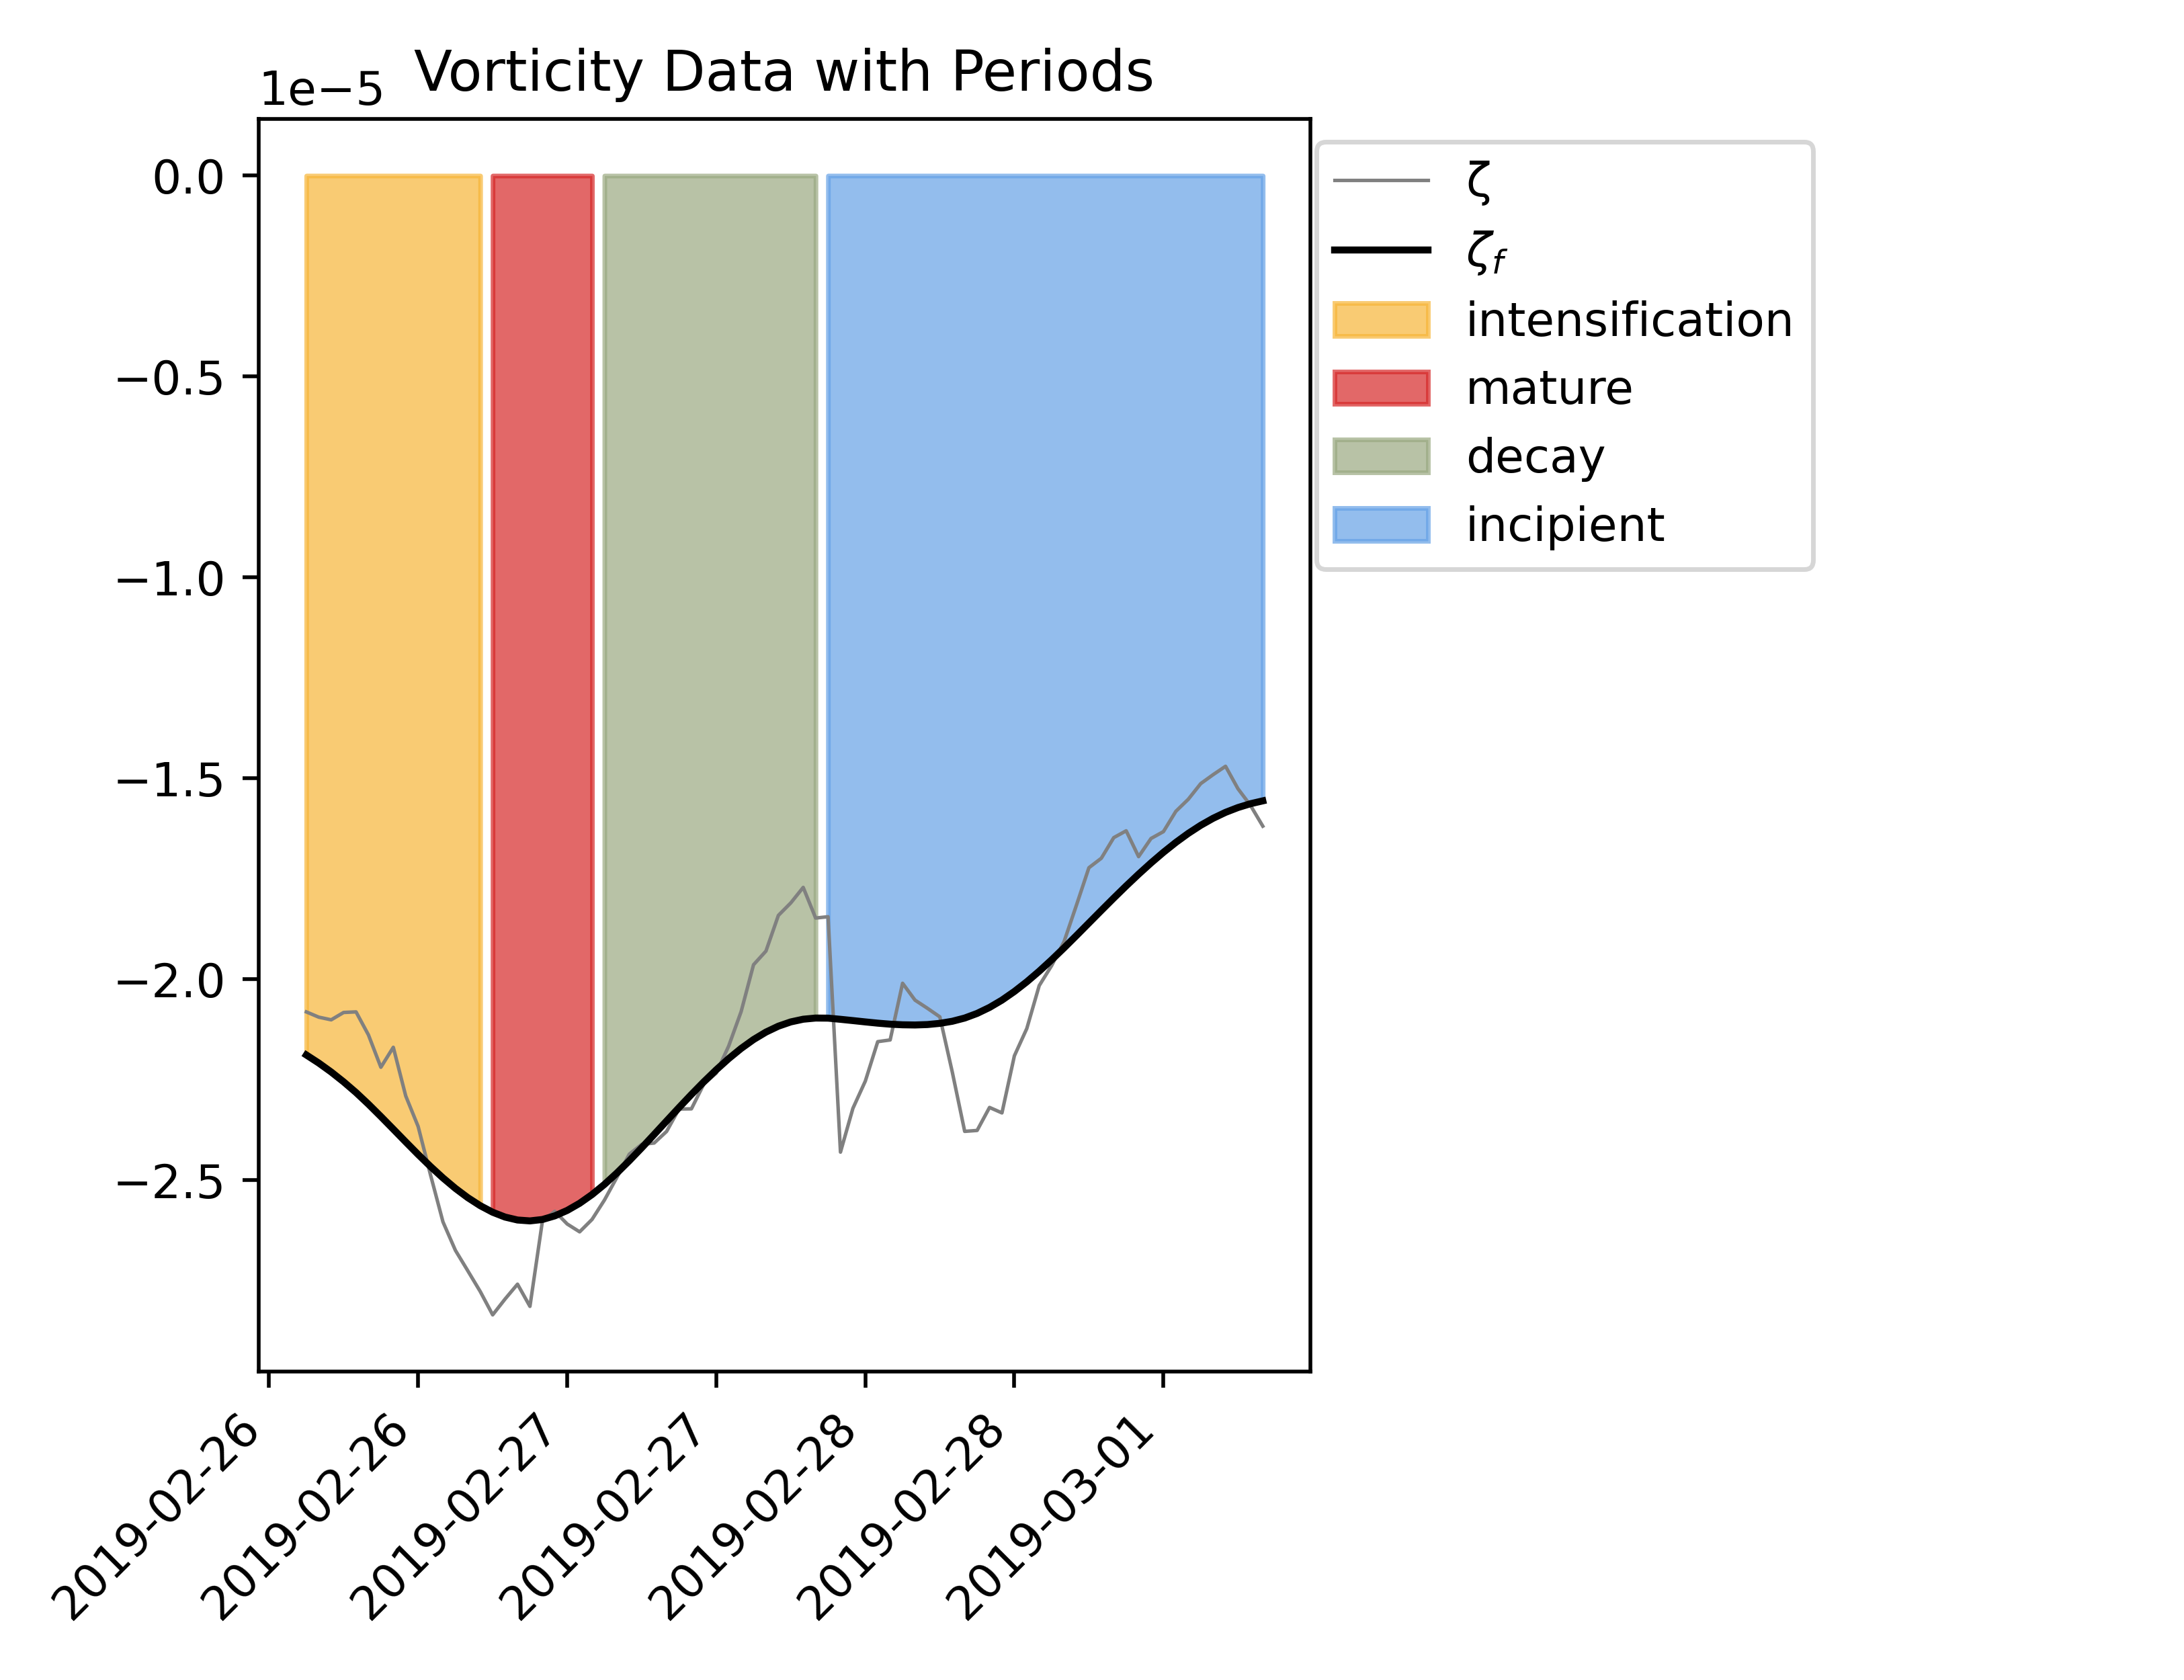 Vorticity Data with Periods
1e−5
0.0
−0.5
−1.0
−1.5
−2.0
−2.5
2019-02-26
2019-02-26
2019-02-27
2019-02-27
2019-02-28
2019-02-28
2019-03-01
ζ
ζf
intensification
mature
decay
incipient